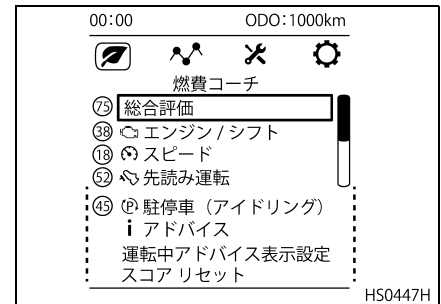 00:00 ODO:1000km
燃費コーチ
75 総合評価
38 エンジン / シフト
18 スピード
52 先読み運転
45 Ⓟ 駐停車（アイドリング）
i アドバイス
運転中アドバイス表示設定
スコア リセット
HS0447H